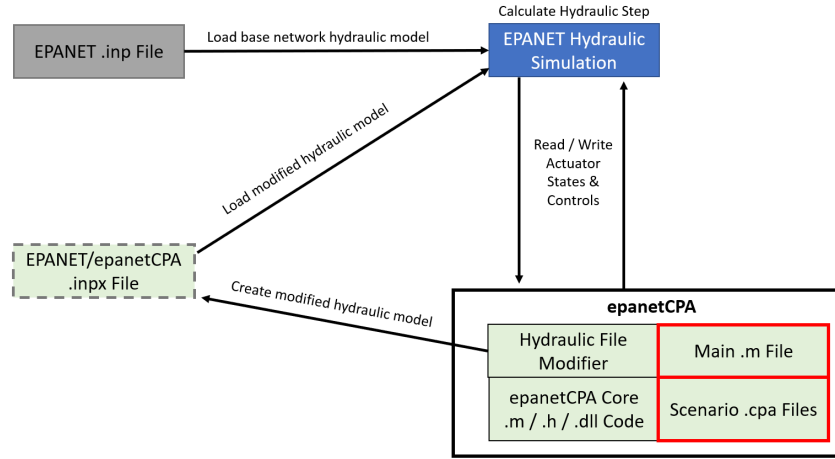 Calculate Hydraulic Step
EPANET .inp File
Load base network hydraulic model
EPANET Hydraulic
Simulation
Load modified hydraulic model
Read / Write
Actuator
States &
Controls
EPANET/epanetCPA
.inpx File
Create modified hydraulic model
epanetCPA
Hydraulic File
Modifier
Main .m File
epanetCPA Core
.m / .h / .dll Code
Scenario .cpa Files